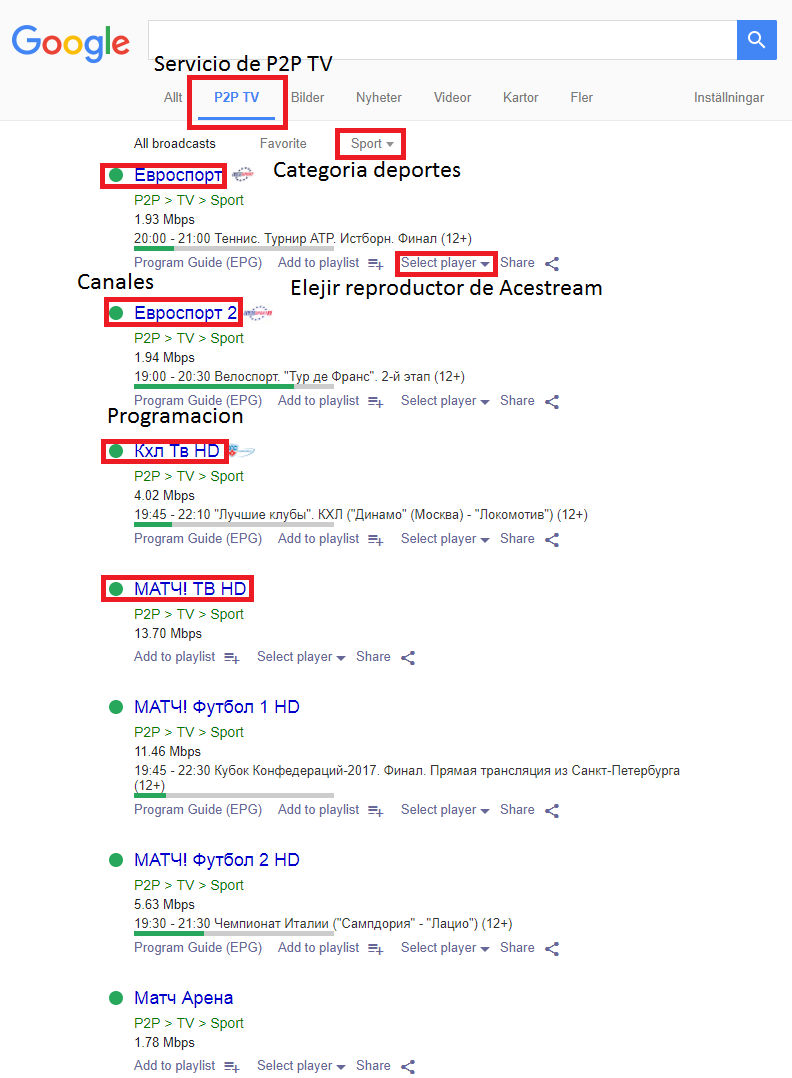 Google
Servicio de P2P TV
Allt P2P TV Bilder Nyheter Videor Kartor Fler Inställningar
All broadcasts Favorite Sport
Евроспорт
Categoria deportes
P2P > TV > Sport
1.93 Mbps
20:00 - 21:00 Теннис. Турнир ATP. Истборн. Финал (12+)
Program Guide (EPG) Add to playlist Select player Share
Canales
Elejir reproductor de Acestream
Евроспорт 2
P2P > TV > Sport
1.94 Mbps
19:00 - 20:30 Велоспорт. "Тур де Франс". 2-й этап (12+)
Program Guide (EPG) Add to playlist Select player Share
Programacion
Кхл Тв HD
P2P > TV > Sport
4.02 Mbps
19:45 - 22:10 "Лучшие клубы". КХЛ ("Динамо" (Москва) - "Локомотив") (12+)
Program Guide (EPG) Add to playlist Select player Share
МАТЧ! ТВ HD
P2P > TV > Sport
13.70 Mbps
Add to playlist Select player Share
МАТЧ! Футбол 1 HD
P2P > TV > Sport
11.46 Mbps
19:45 - 22:30 Кубок Конфедераций-2017. Финал. Прямая трансляция из Санкт-Петербурга
(12+)
Program Guide (EPG) Add to playlist Select player Share
МАТЧ! Футбол 2 HD
P2P > TV > Sport
5.63 Mbps
19:30 - 21:30 Чемпионат Италии ("Сампдория" - "Лацио") (12+)
Program Guide (EPG) Add to playlist Select player Share
Матч Арена
P2P > TV > Sport
1.78 Mbps
Add to playlist Select player Share